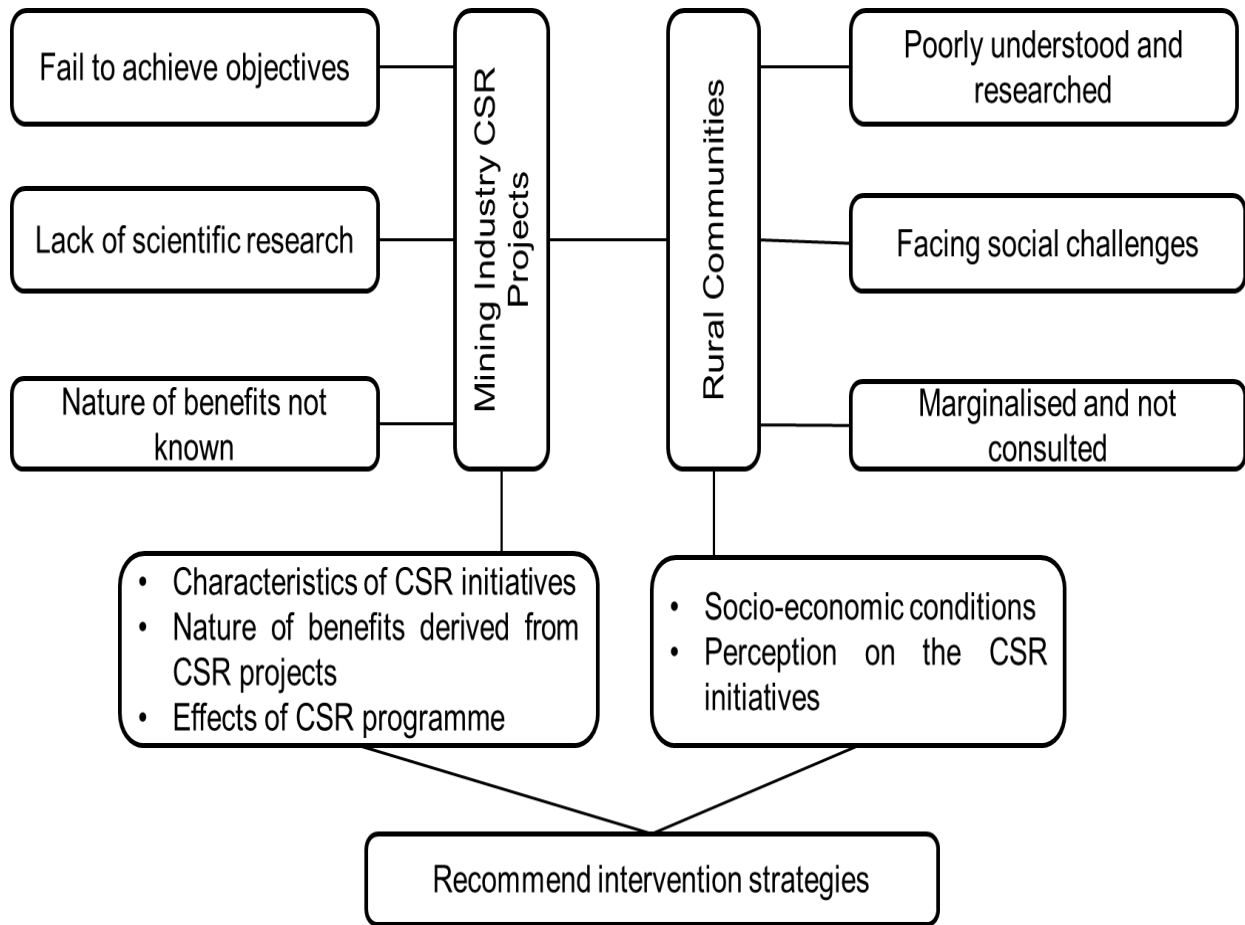 Fail to achieve objectives
Lack of scientific research
Nature of benefits not
known
Mining Industry CSR
Projects
Rural Communities
Poorly understood and
researched
Facing social challenges
Marginalised and not
consulted
• Characteristics of CSR initiatives
• Nature of benefits derived from
CSR projects
• Effects of CSR programme
• Socio-economic conditions
• Perception on the CSR
initiatives
Recommend intervention strategies